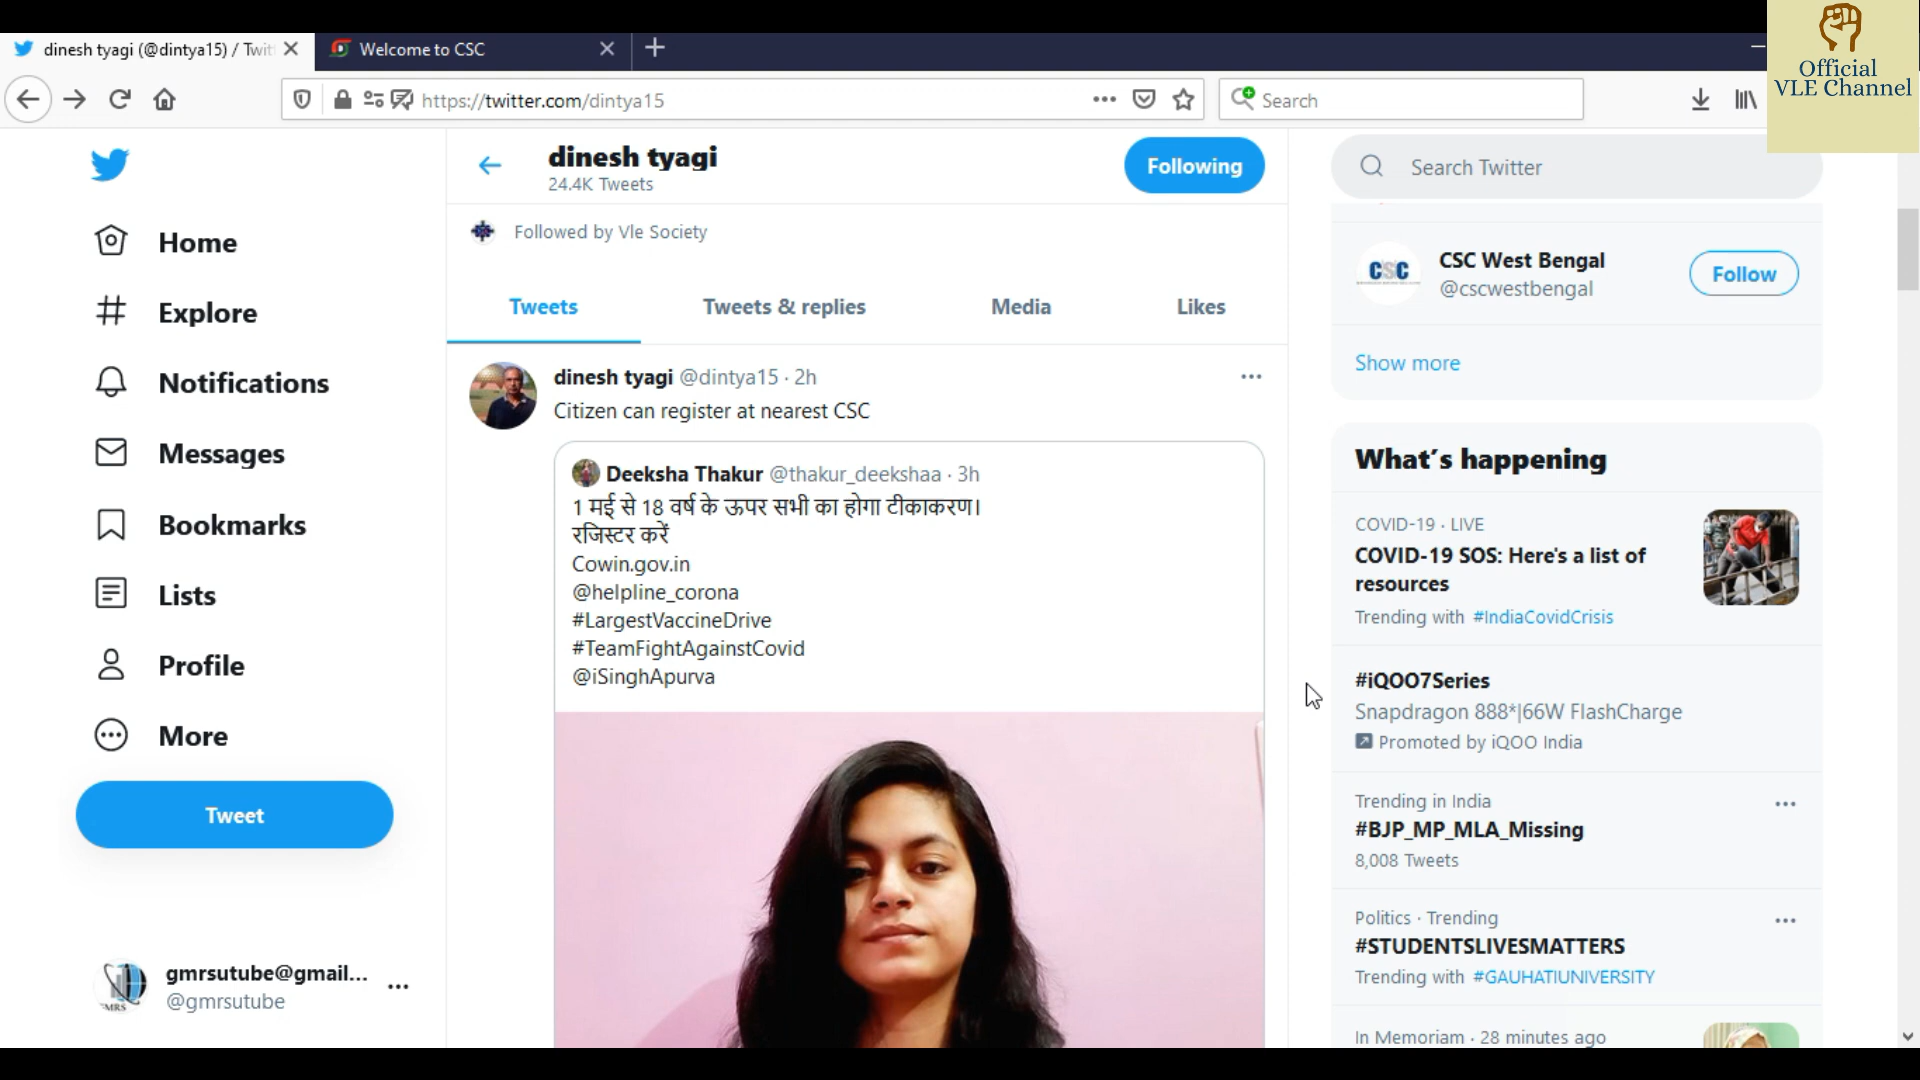 dinesh tyagi (@dintya15) / Twit
Welcome to CSC
Official
VLE Channel
https://twitter.com/dintya15
Search
dinesh tyagi
24.4K Tweets
Following
Search Twitter
Home
Explore
Notifications
Messages
Bookmarks
Lists
Profile
More
Tweet
gmrsutube@gmail...
@gmrsutube
Followed by Vle Society
Tweets
Tweets & replies
Media
Likes
dinesh tyagi @dintya15 · 2h
Citizen can register at nearest CSC
Deeksha Thakur @thakur_deekshaa · 3h
1 मई से 18 वर्ष के ऊपर सभी का होगा टीकाकरण।
रजिस्टर करें
Cowin.gov.in
@helpline_corona
#LargestVaccineDrive
#TeamFightAgainstCovid
@iSinghApurva
CSC
CSC West Bengal
@cscwestbengal
Follow
Show more
What's happening
COVID-19 · LIVE
COVID-19 SOS: Here's a list of
resources
Trending with #IndiaCovidCrisis
#iQOO7Series
Snapdragon 888*|66W FlashCharge
Promoted by iQOO India
Trending in India
#BJP_MP_MLA_Missing
8,008 Tweets
Politics · Trending
#STUDENTSLIVESMATTERS
Trending with #GAUHATIUNIVERSITY
In Memoriam · 28 minutes ago